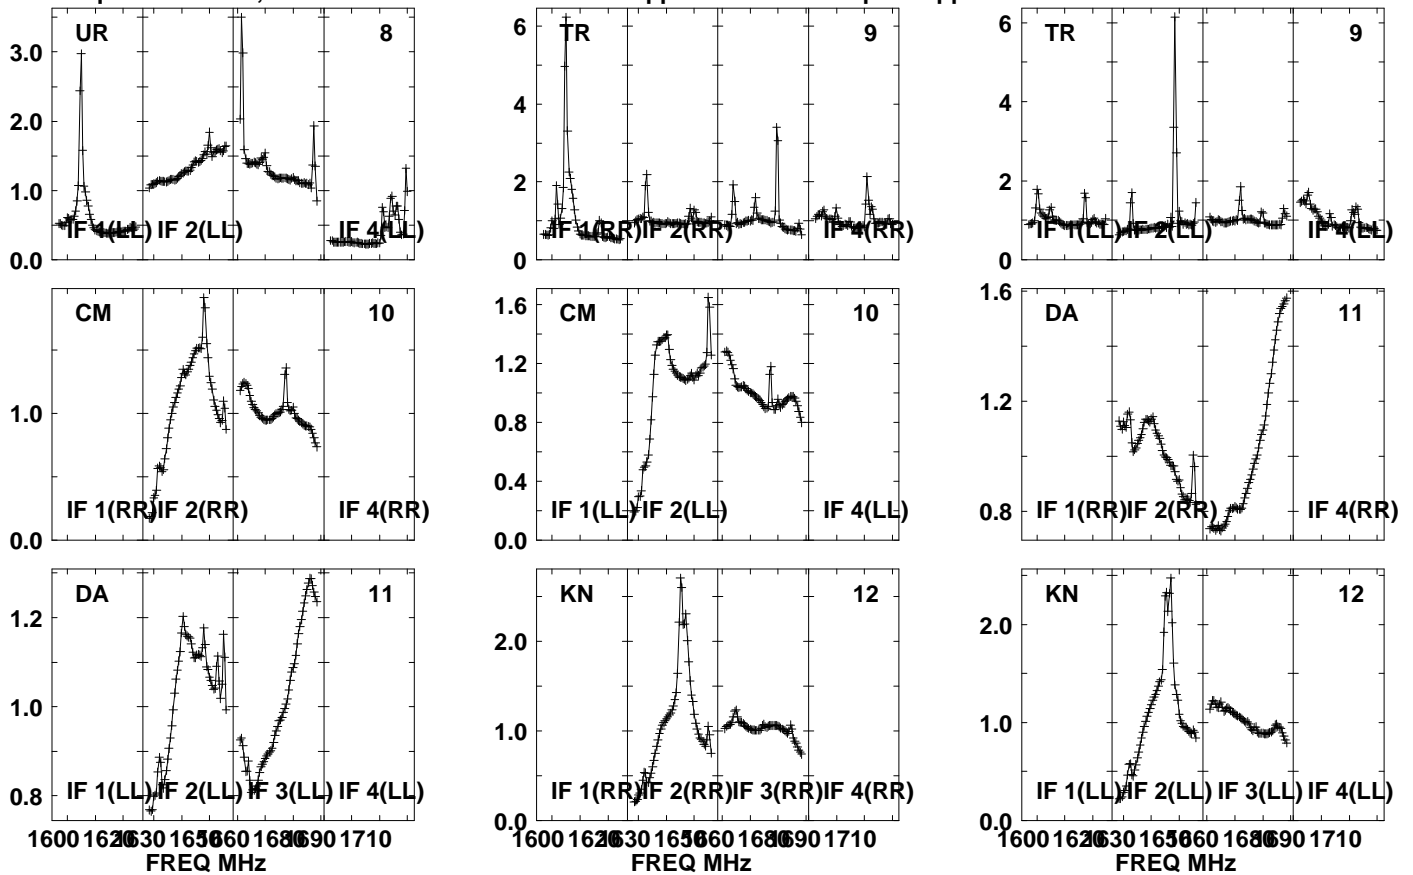 UR 8 TR 9 TR 9
3.0 6 6
2.0 4 4
1.0 2 2
IF 1(LL) IF 2(LL) IF 4(LL) IF 1(RR) IF 2(RR) IF 4(RR) IF 1(LL) IF 2(LL) IF 4(LL)
0.0 0 0
CM 10 CM 10 DA 11
1.6 1.6
1.2
1.0 1.2
0.8
0.4 0.8
IF 1(RR) IF 2(RR) IF 4(RR) IF 1(LL) IF 2(LL) IF 4(LL) IF 1(RR) IF 2(RR) IF 4(RR)
0.0 0.0
DA 11 KN 12 KN 12
1.2 2.0 2.0
1.0 1.0 1.0
0.8 IF 1(LL) IF 2(LL) IF 3(LL) IF 4(LL) IF 1(RR) IF 2(RR) IF 3(RR) IF 4(RR) IF 1(LL) IF 2(LL) IF 3(LL) IF 4(LL)
0.0 0.0
1600 1620 1630 1650 1660 1680 1690 1710 1600 1620 1630 1650 1660 1680 1690 1710 1600 1620 1630 1650 1660 1680 1690 1710
FREQ MHz FREQ MHz FREQ MHz